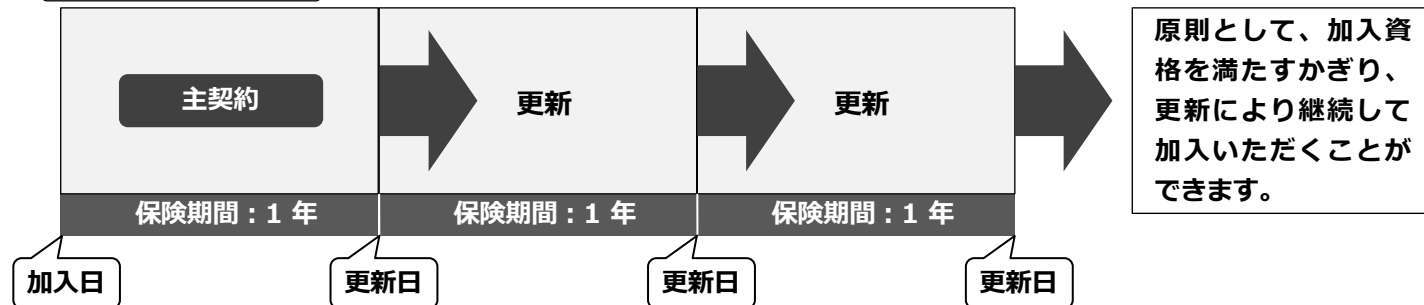 主契約
更新
更新
保険期間：1 年
保険期間：1 年
保険期間：1 年
加入日
更新日
更新日
更新日
原則として、加入資
格を満たすかぎり、
更新により継続して
加入いただくことが
できます。